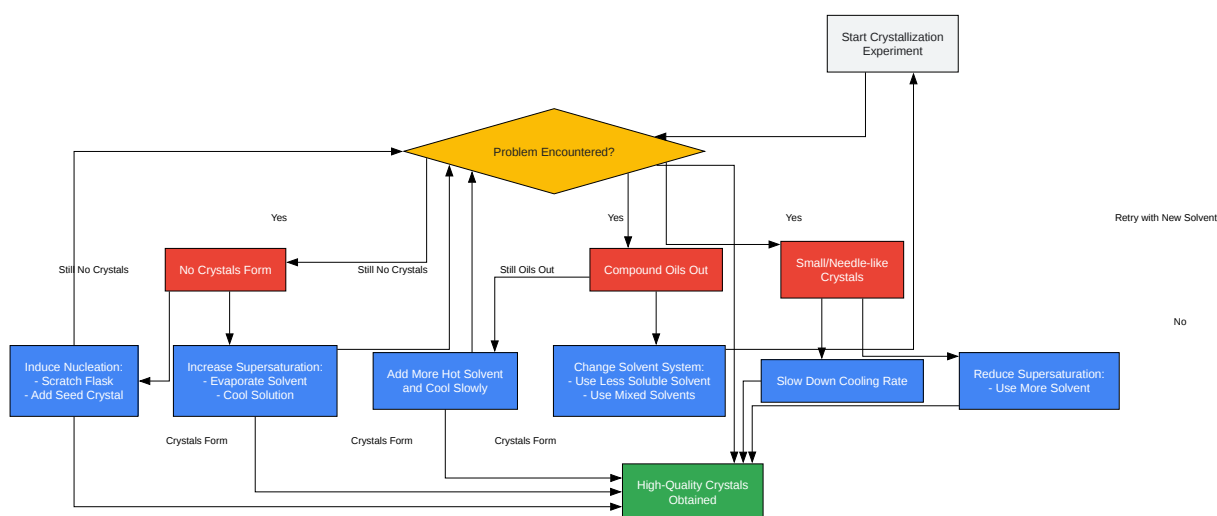 Start Crystallization
Experiment
Problem Encountered?
Yes
Yes
Yes
Retry with New Solvent
No Crystals Form
Still No Crystals
Still No Crystals
Still Oils Out
Compound Oils Out
Small/Needle-like
Crystals
No
Induce Nucleation:
- Scratch Flask
- Add Seed Crystal
Increase Supersaturation:
- Evaporate Solvent
- Cool Solution
Add More Hot Solvent
and Cool Slowly
Change Solvent System:
- Use Less Soluble Solvent
- Use Mixed Solvents
Slow Down Cooling Rate
Reduce Supersaturation:
- Use More Solvent
Crystals Form
Crystals Form
Crystals Form
High-Quality Crystals
Obtained